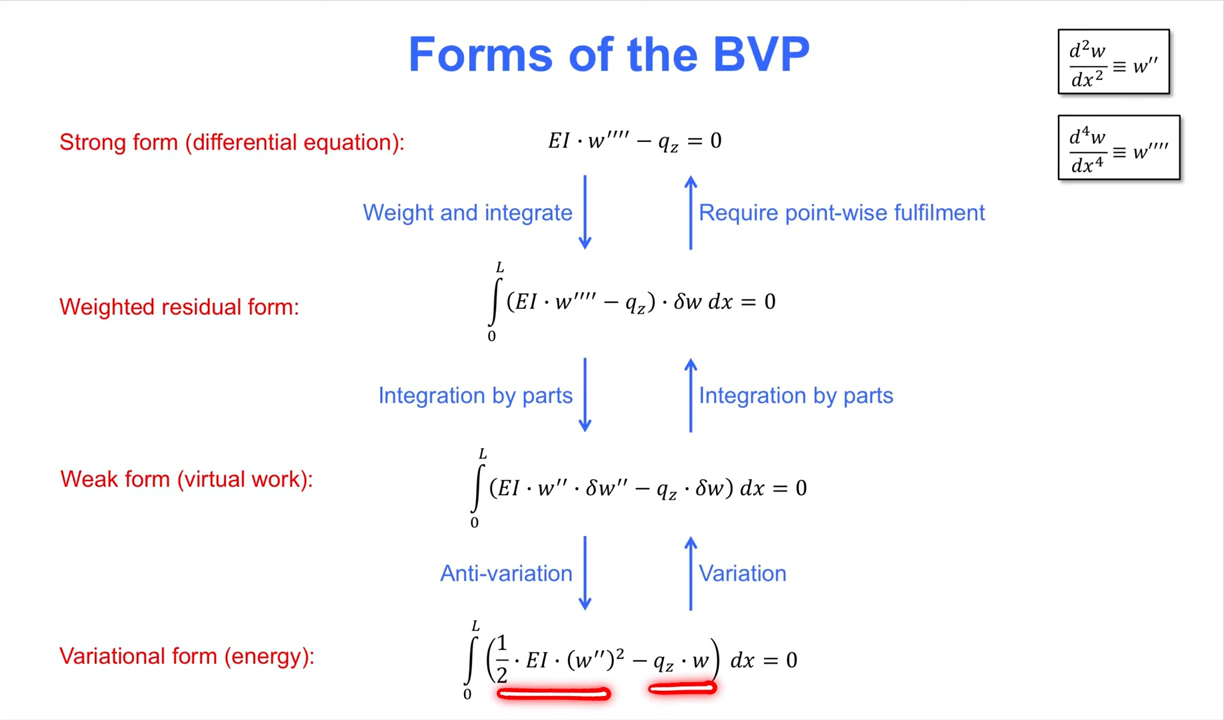 Forms of the BVP
d²w/dx² ≡ w′′
d⁴w/dx⁴ ≡ w′′′′
Strong form (differential equation):
EI · w′′′′ − q_z = 0
Weight and integrate
Require point-wise fulfilment
Weighted residual form:
∫₀ᴸ (EI · w′′′′ − q_z) · δw dx = 0
Integration by parts
Integration by parts
Weak form (virtual work):
∫₀ᴸ (EI · w′′ · δw′′ − q_z · δw) dx = 0
Anti-variation
Variation
Variational form (energy):
∫₀ᴸ (1/2 · EI · (w′′)² − q_z · w) dx = 0